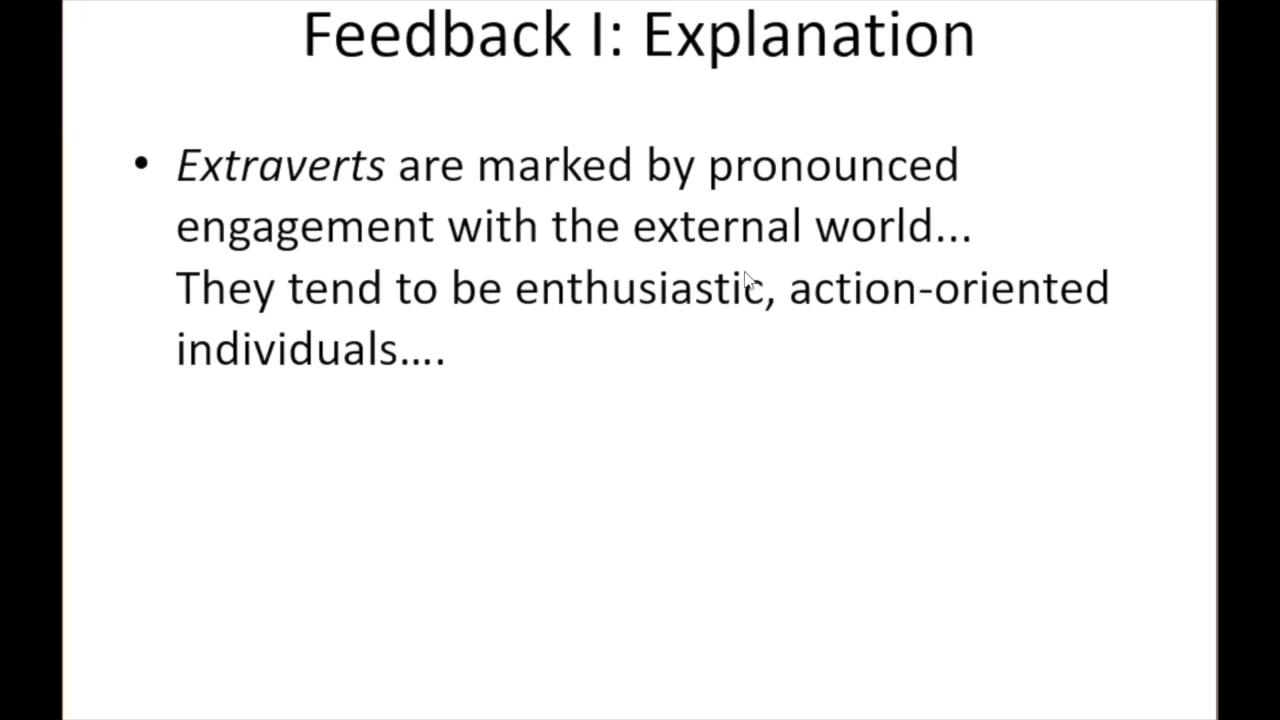 Feedback I: Explanation
• Extraverts are marked by pronounced
engagement with the external world...
They tend to be enthusiastic, action-oriented
individuals….